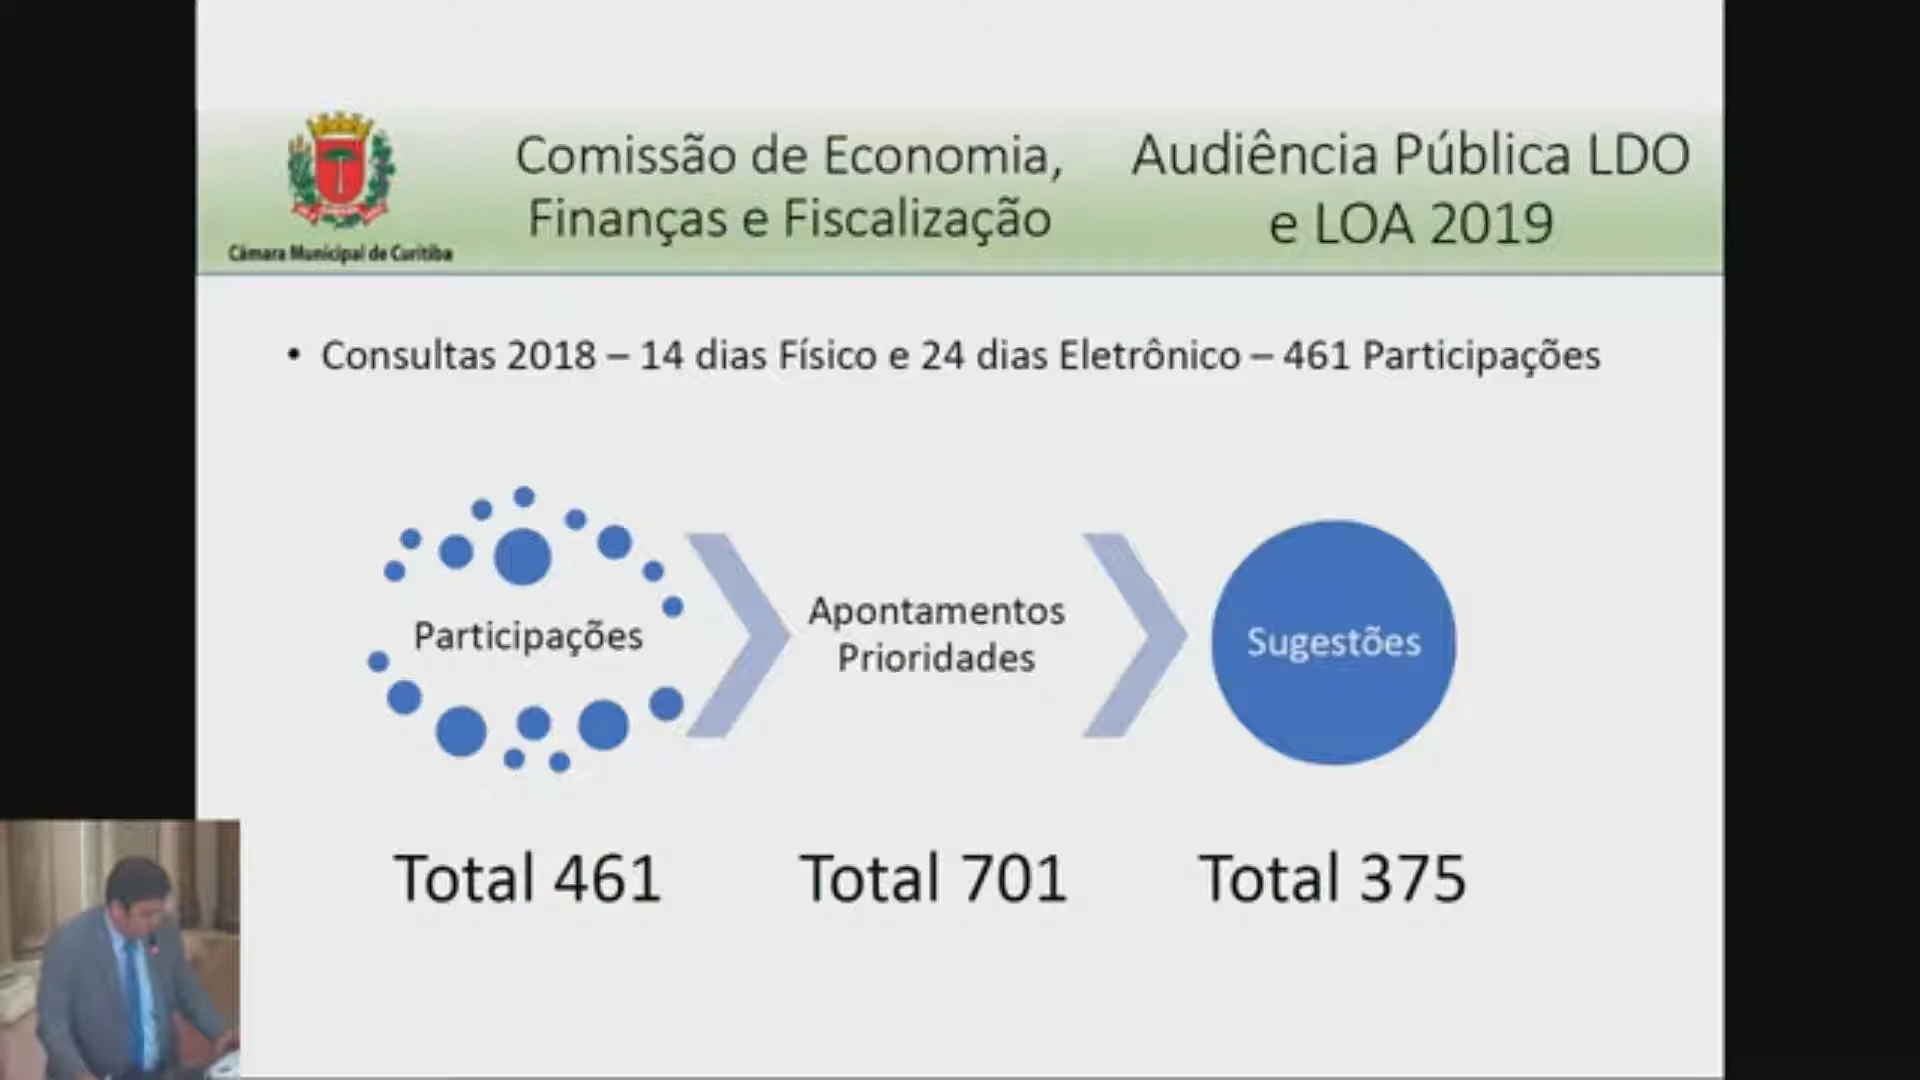 Câmara Municipal de Curitiba
Comissão de Economia,
Finanças e Fiscalização
Audiência Pública LDO
e LOA 2019
• Consultas 2018 – 14 dias Físico e 24 dias Eletrônico – 461 Participações
Participações
Apontamentos
Prioridades
Sugestões
Total 461
Total 701
Total 375